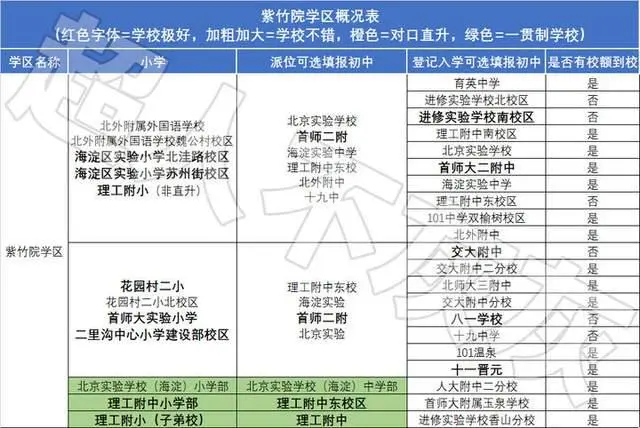 紫竹院学区概况表
(红色字体=学校极好，加粗加大=学校不错，橙色=对口直升，绿色=一贯制学校)
学区名称 小学 派位可选填报初中 登记入学可选填报初中 是否有校额到校
紫竹院学区
北外附属外国语学校
北外附属外国语学校魏公村校区
海淀区实验小学北洼路校区
海淀区实验小学苏州街校区
理工附小（非直升）
北京实验学校
首师二附
海淀实验中学
理工附中东校区
北外附中
十九中
花园村二小
花园村二小北校区
首师大实验小学
二里沟中心小学建设部校区
理工附中东校
海淀实验
首师二附
北京实验
北京实验学校（海淀）小学部 北京实验学校（海淀）中学部
理工附中小学部 理工附中东校区
理工附小（子弟校） 理工附中
育英中学 是
进修实验学校北校区 否
进修实验学校南校区 否
理工附中南校区 是
北京实验学校 是
首师大二附中 是
海淀实验中学 是
理工附中东校区 否
101中学双榆树校区 是
北外附中 是
交大附中 否
交大附中二分校 是
北师大三附中 是
交大附中分校 是
八一学校 否
十九中学 否
101温泉 是
十一晋元 是
人大附中二分校 是
首师大附属玉泉学校 是
进修实验学校香山分校 是
超人不疲疲